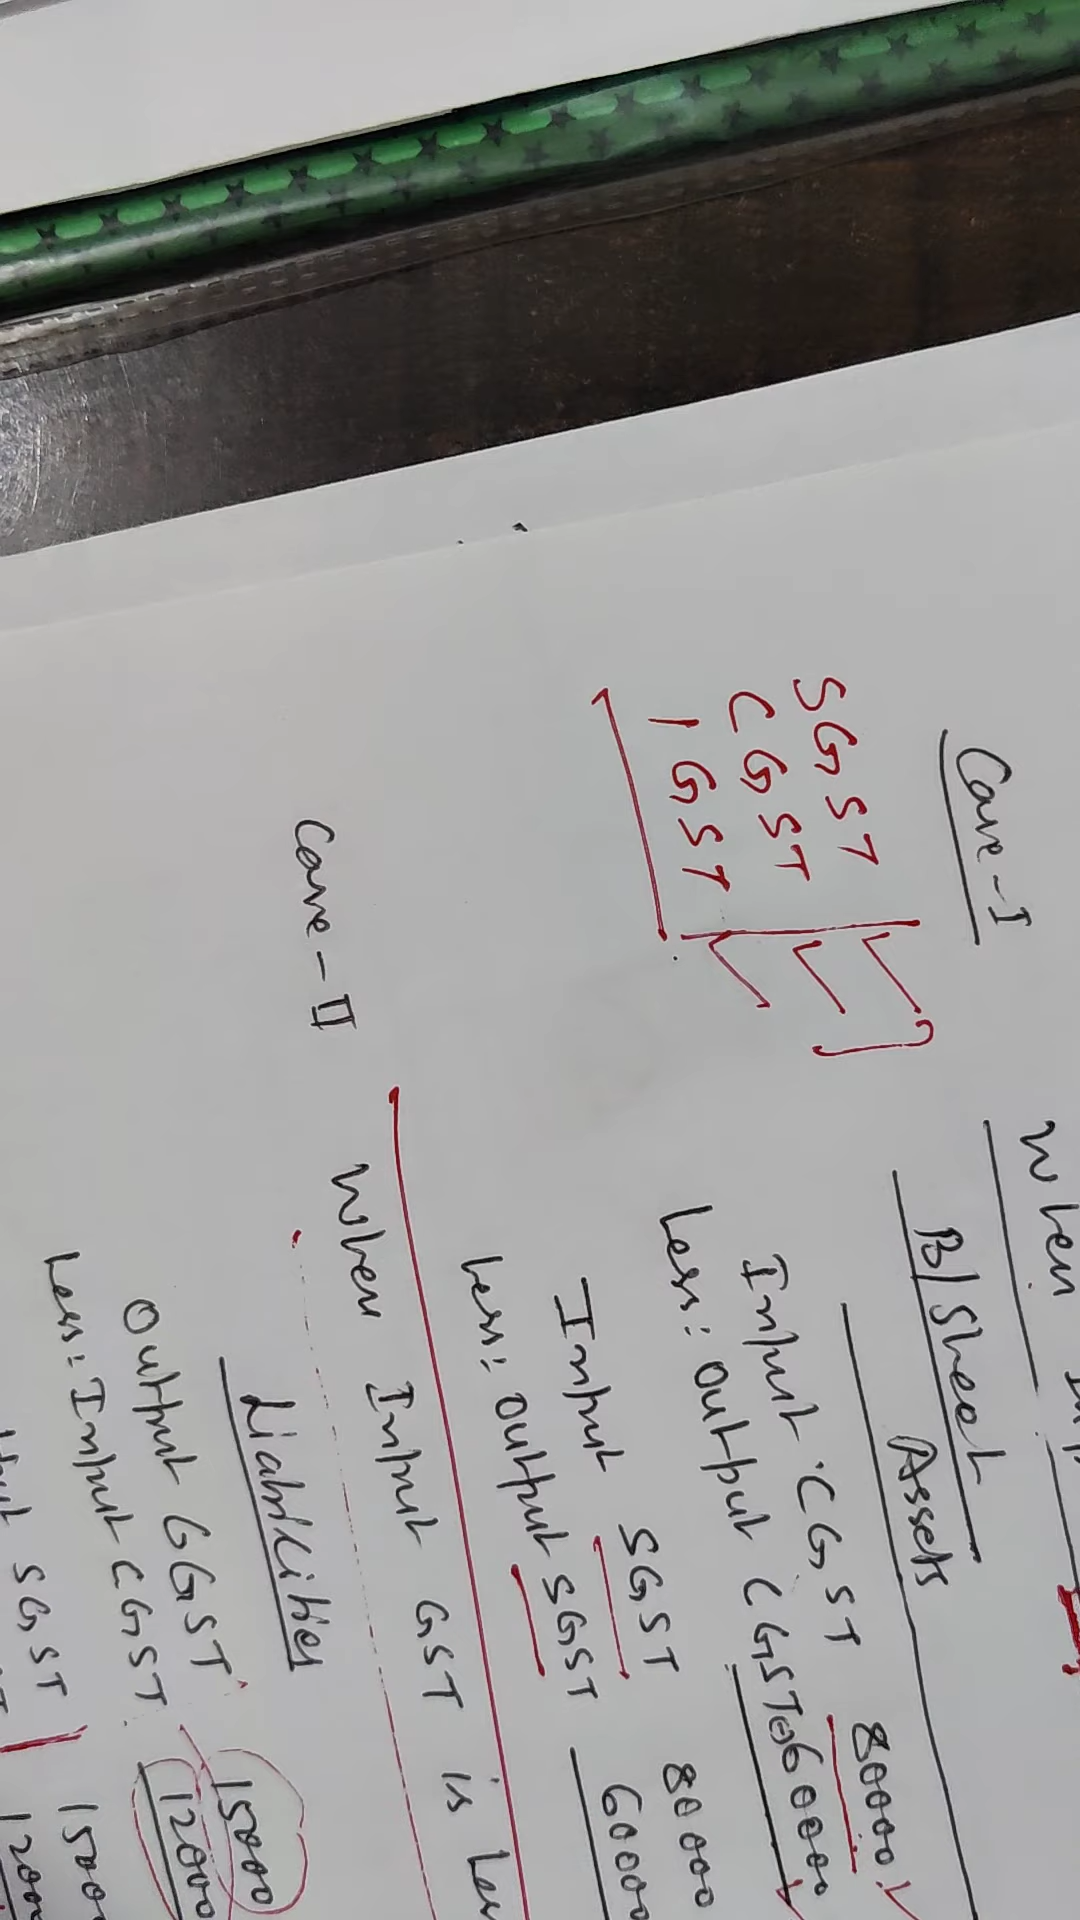 Case-I
When
B/Sheet
Assets
SGST
CGST
IGST
Input CGST 80000
Less: Output CGST 60000
Input SGST 80000
Less: Output SGST 60000
Case-II
When Input GST is Less
Liabilities
Output CGST 15000
Less: Input CGST 12000
SGST